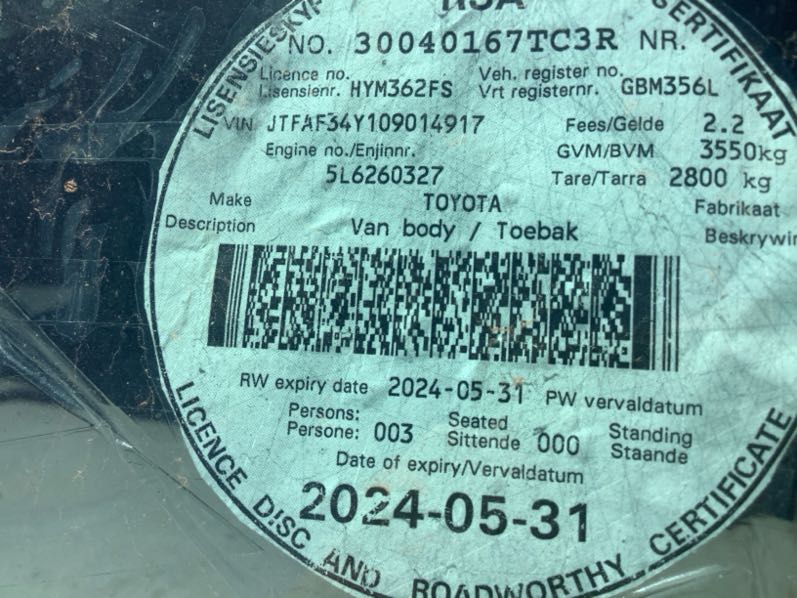 RSA
LISENSIESKYF
SERTIFIKAAT
NO. 30040167TC3R NR.
Licence no. Veh. register no.
Lisensienr. HYM362FS Vrt registernr. GBM356L
VIN JTFAF34Y109014917 Fees/Gelde 2.2
Engine no./Enjinnr. GVM/BVM 3550kg
5L6260327 Tare/Tarra 2800 kg
Make TOYOTA Fabrikaat
Description Van body / Toebak Beskrywin
RW expiry date 2024-05-31 PW vervaldatum
Persons: Seated Standing
Persone: 003 Sittende 000 Staande
Date of expiry/Vervaldatum
2024-05-31
LICENCE DISC AND ROADWORTHY CERTIFICATE